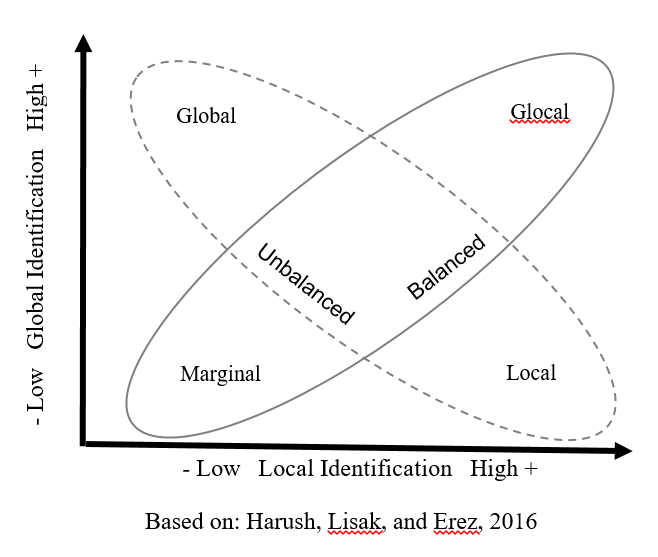 - Low   Global Identification   High +
Global
Glocal
Unbalanced
Balanced
Marginal
Local
- Low   Local Identification   High +
Based on: Harush, Lisak, and Erez, 2016